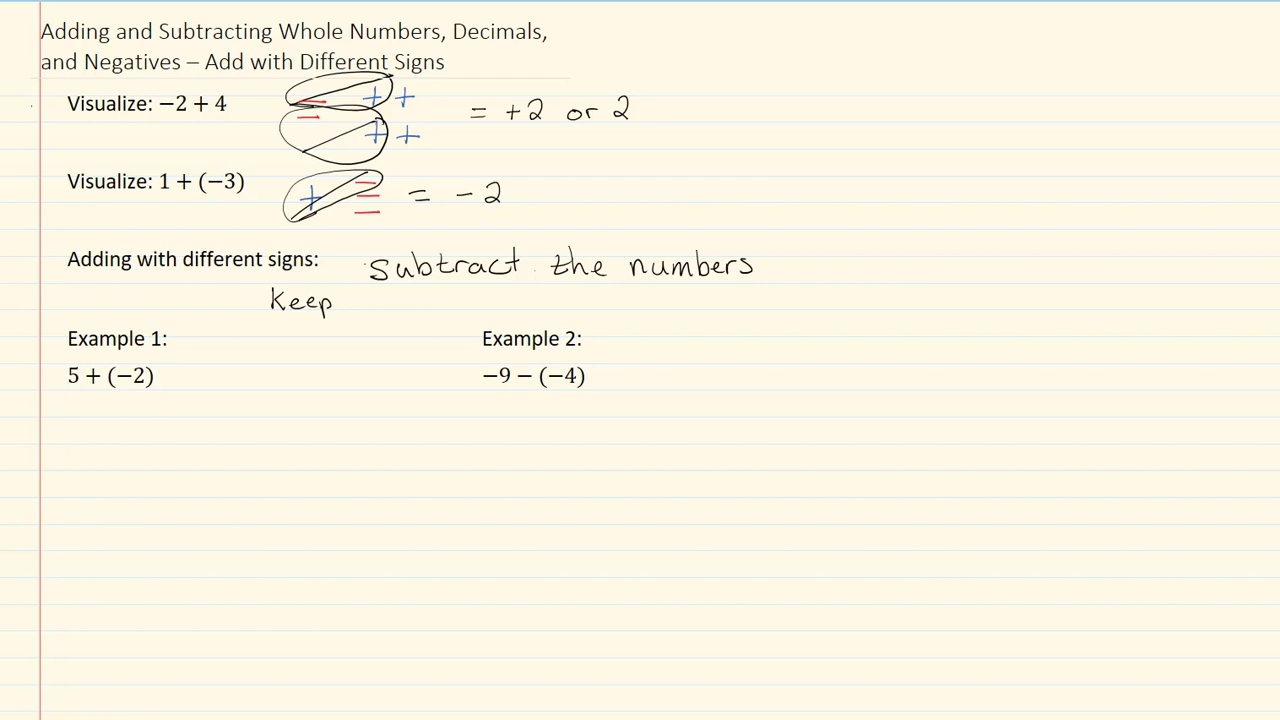 Adding and Subtracting Whole Numbers, Decimals,
and Negatives – Add with Different Signs
Visualize: −2 + 4 − − + + + + = +2 or 2
Visualize: 1 + (−3) + − − − = −2
Adding with different signs: subtract the numbers
keep
Example 1: Example 2:
5 + (−2) −9 − (−4)